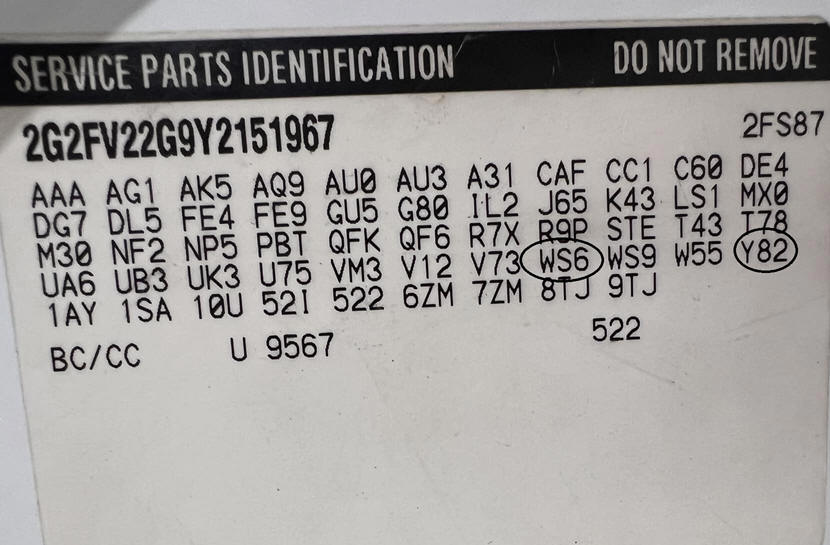 SERVICE PARTS IDENTIFICATION DO NOT REMOVE
2G2FV22G9Y2151967 2FS87
AAA AG1 AK5 AQ9 AU0 AU3 A31 CAF CC1 C60 DE4
DG7 DL5 FE4 FE9 GU5 G80 IL2 J65 K43 LS1 MX0
M30 NF2 NP5 PBT QFK QF6 R7X R9P STE T43 T78
UA6 UB3 UK3 U75 VM3 V12 V73 WS6 WS9 W55 Y82
1AY 1SA 10U 52I 522 6ZM 7ZM 8TJ 9TJ
BC/CC U 9567 522